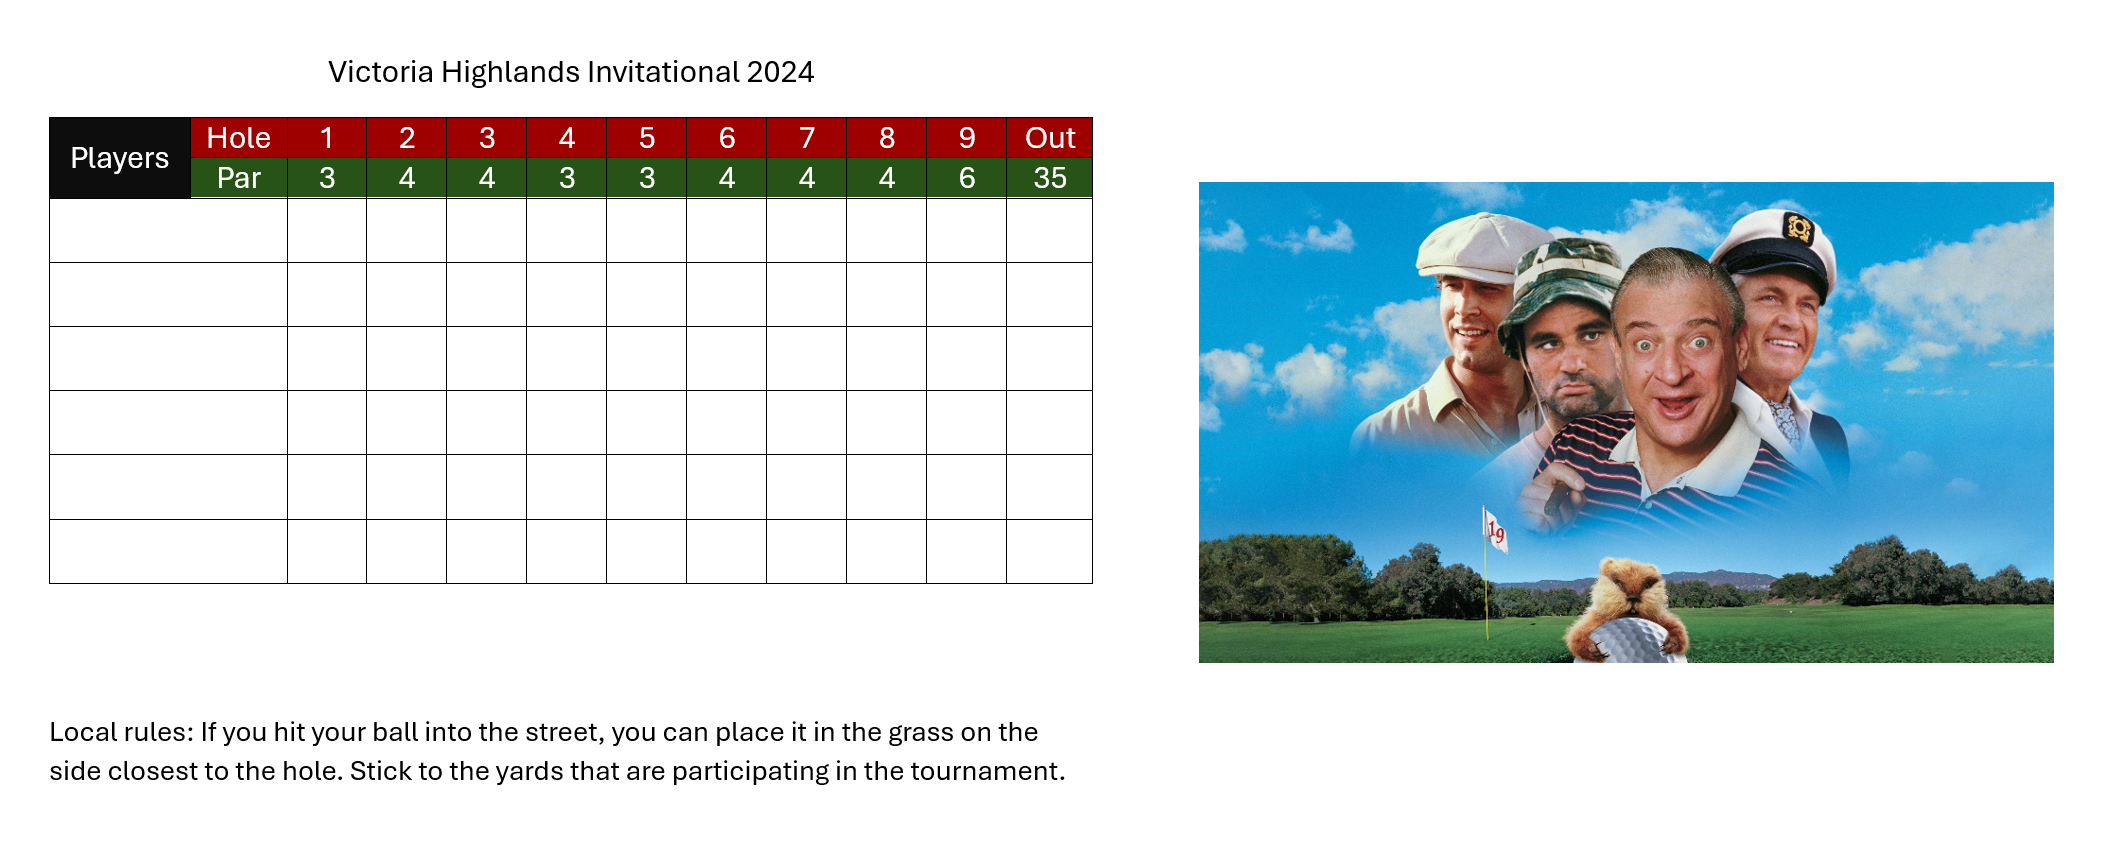 Victoria Highlands Invitational 2024
Players Hole 1 2 3 4 5 6 7 8 9 Out
Par 3 4 4 3 3 4 4 4 6 35
19
Local rules: If you hit your ball into the street, you can place it in the grass on the
side closest to the hole. Stick to the yards that are participating in the tournament.